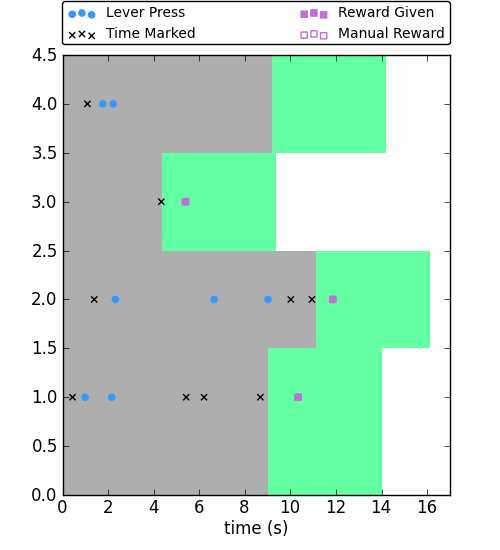 Lever Press
Reward Given
Time Marked
Manual Reward
4.5
4.0
3.5
3.0
2.5
2.0
1.5
1.0
0.5
0.0
0 2 4 6 8 10 12 14 16
time (s)